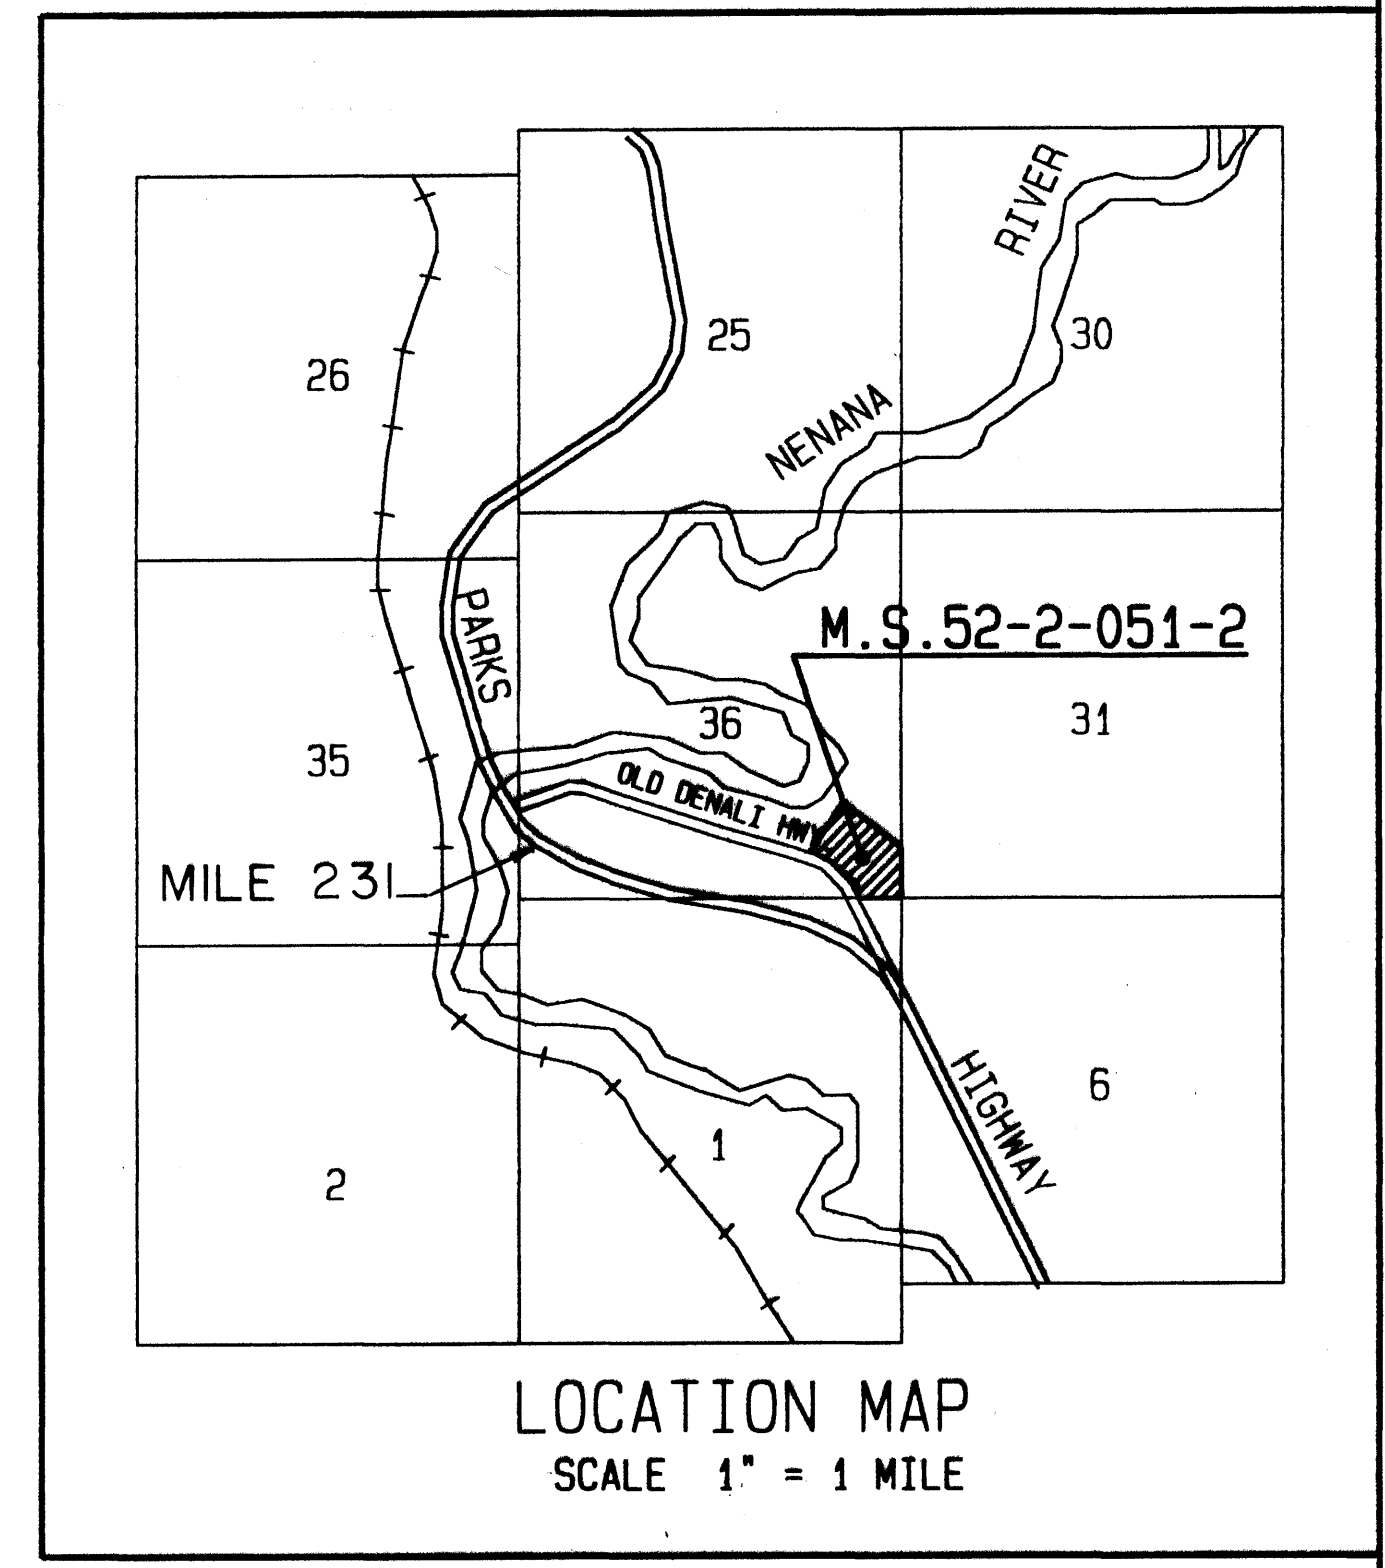 RIVER
25
30
26
NENANA
M.S.52-2-051-2
PARKS
36
31
35
OLD DENALI HWY
MILE 231
HIGHWAY
6
1
2
LOCATION MAP
SCALE 1" = 1 MILE